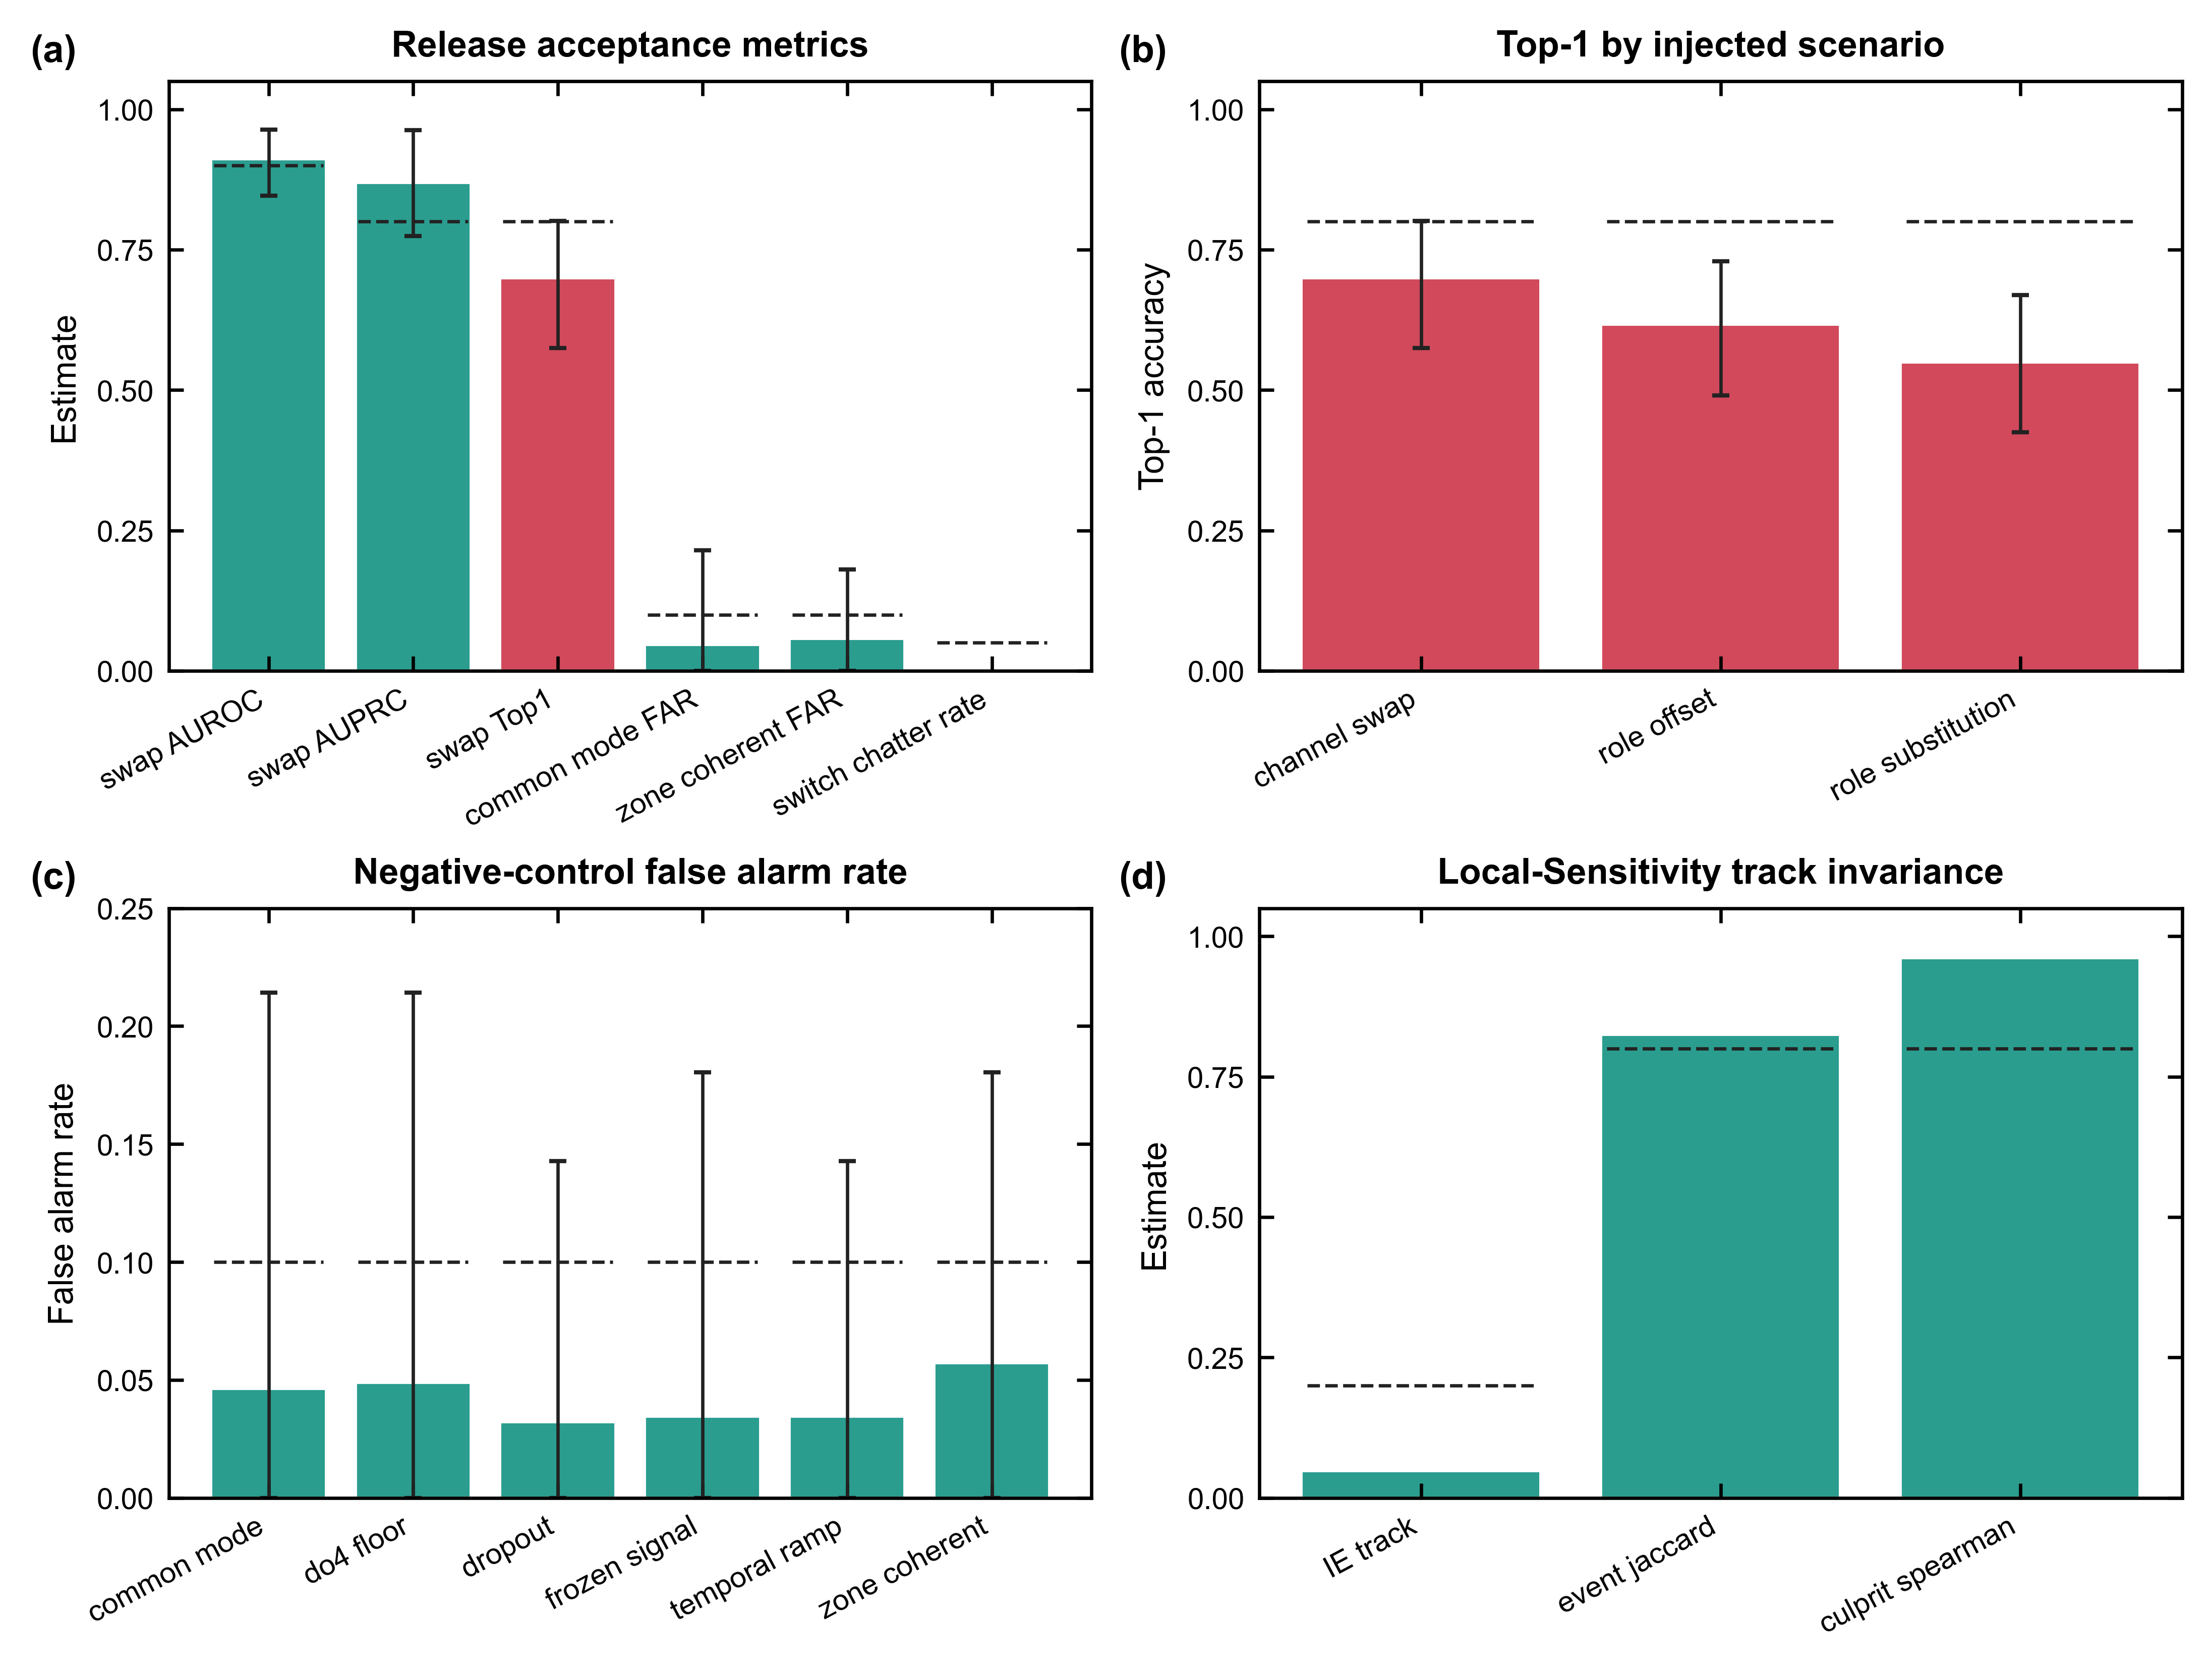 (a)
Release acceptance metrics
Estimate
1.00
0.75
0.50
0.25
0.00
swap AUROC
swap AUPRC
swap Top1
common mode FAR
zone coherent FAR
switch chatter rate
(b)
Top-1 by injected scenario
Top-1 accuracy
1.00
0.75
0.50
0.25
0.00
channel swap
role offset
role substitution
(c)
Negative-control false alarm rate
False alarm rate
0.25
0.20
0.15
0.10
0.05
0.00
common mode
do4 floor
dropout
frozen signal
temporal ramp
zone coherent
(d)
Local-Sensitivity track invariance
Estimate
1.00
0.75
0.50
0.25
0.00
IE track
event jaccard
culprit spearman